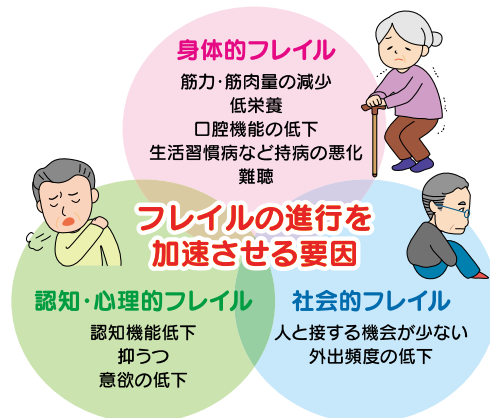 身体的フレイル
筋力・筋肉量の減少
低栄養
口腔機能の低下
生活習慣病など持病の悪化
難聴
フレイルの進行を
加速させる要因
認知・心理的フレイル
認知機能低下
抑うつ
意欲の低下
社会的フレイル
人と接する機会が少ない
外出頻度の低下